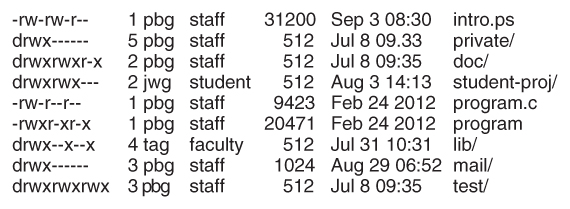 -rw-rw-r-- 1 pbg staff 31200 Sep 3 08:30 intro.ps
drwx------ 5 pbg staff 512 Jul 8 09.33 private/
drwxrwxr-x 2 pbg staff 512 Jul 8 09:35 doc/
drwxrwx--- 2 jwg student 512 Aug 3 14:13 student-proj/
-rw-r--r-- 1 pbg staff 9423 Feb 24 2012 program.c
-rwxr-xr-x 1 pbg staff 20471 Feb 24 2012 program
drwx--x--x 4 tag faculty 512 Jul 31 10:31 lib/
drwx------ 3 pbg staff 1024 Aug 29 06:52 mail/
drwxrwxrwx 3 pbg staff 512 Jul 8 09:35 test/